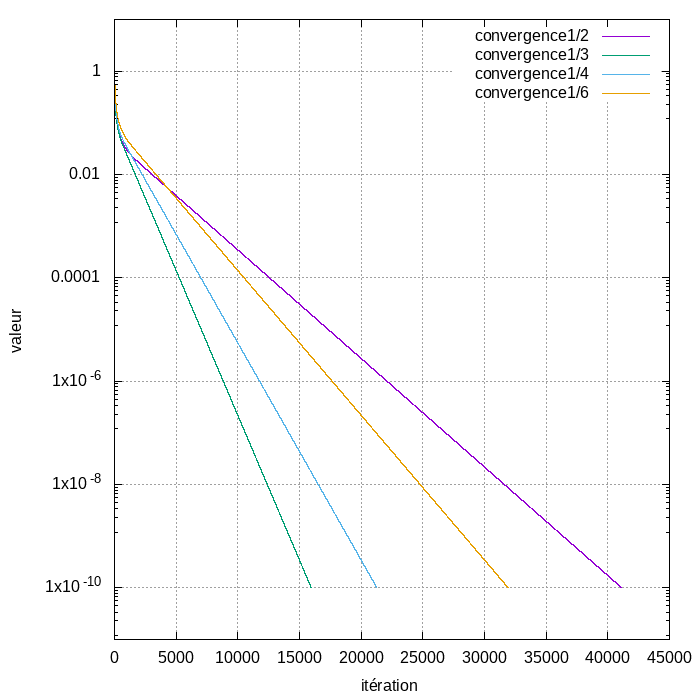 convergence1/2
convergence1/3
convergence1/4
convergence1/6
1
0.01
0.0001
1x10-6
1x10-8
1x10-10
valeur
0 5000 10000 15000 20000 25000 30000 35000 40000 45000
itération